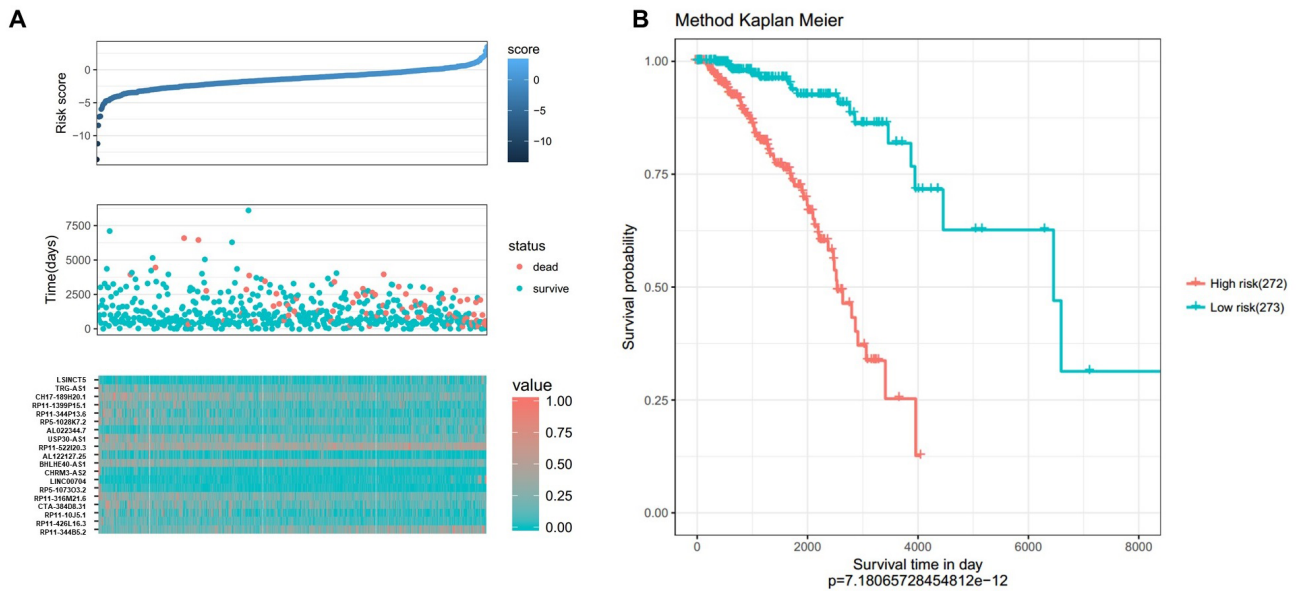 A
Risk score
0
−5
−10
score
0
−5
−10
Time(days)
7500
5000
2500
0
status
dead
survive
LSINCT5
TRG-AS1
CH17-189H20.1
RP11-1399P15.1
RP11-344P13.6
RP5-1028K7.2
AL022344.7
USP30-AS1
RP11-522I20.3
AL122127.25
BHLHE40-AS1
CHRM3-AS2
LINC00704
RP5-1073O3.2
RP11-316M21.6
CTA-384D8.31
RP11-10J5.1
RP11-426L16.3
RP11-344B5.2
value
1.00
0.75
0.50
0.25
0.00
B
Method Kaplan Meier
Survival probability
1.00
0.75
0.50
0.25
0.00
0 2000 4000 6000 8000
Survival time in day
p=7.18065728454812e−12
High risk(272)
Low risk(273)